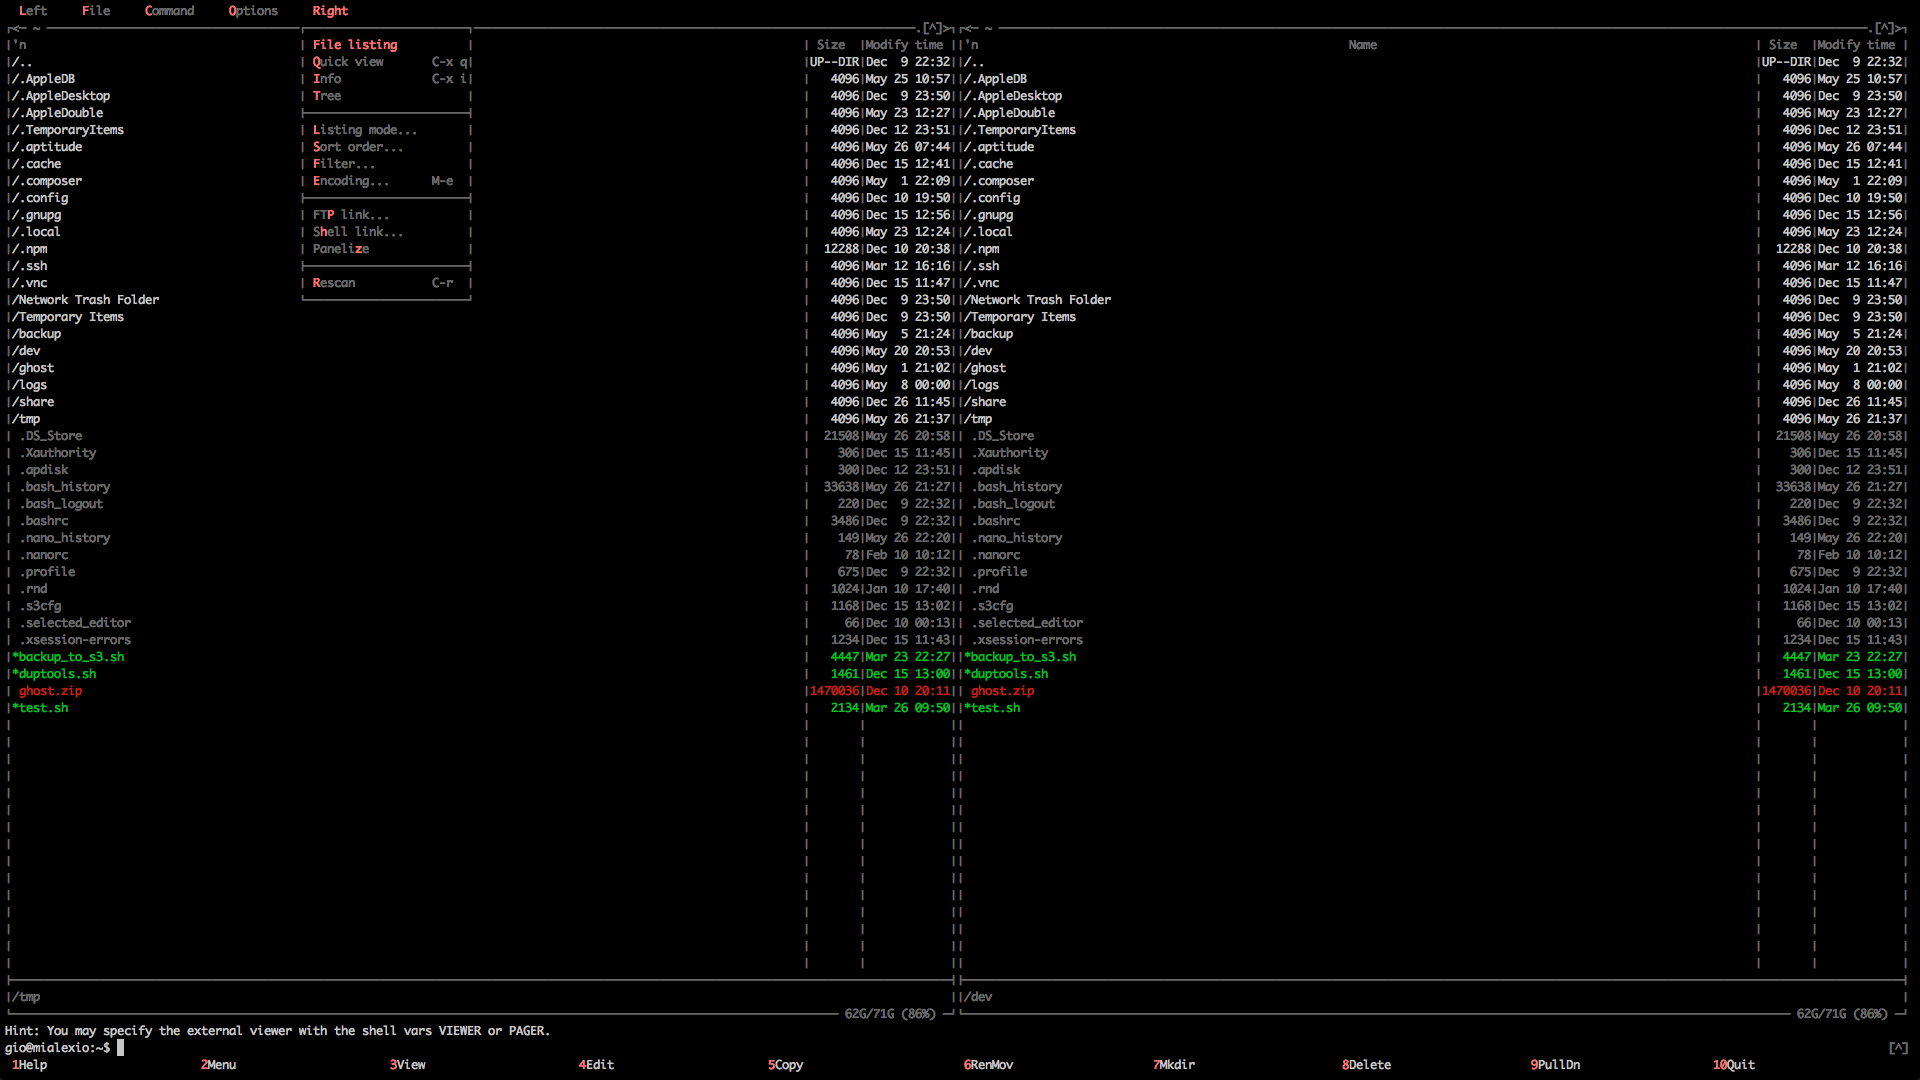 Left File Command Options Right
<─ ~ .[^]> <─ ~ .[^]>
'n File listing Size Modify time 'n Name Size Modify time
/.. Quick view C-x q UP--DIR Dec 9 22:32 /.. UP--DIR Dec 9 22:32
/.AppleDB Info C-x i 4096 May 25 10:57 /.AppleDB 4096 May 25 10:57
/.AppleDesktop Tree 4096 Dec 9 23:50 /.AppleDesktop 4096 Dec 9 23:50
/.AppleDouble 4096 May 23 12:27 /.AppleDouble 4096 May 23 12:27
/.TemporaryItems Listing mode... 4096 Dec 12 23:51 /.TemporaryItems 4096 Dec 12 23:51
/.aptitude Sort order... 4096 May 26 07:44 /.aptitude 4096 May 26 07:44
/.cache Filter... 4096 Dec 15 12:41 /.cache 4096 Dec 15 12:41
/.composer Encoding... M-e 4096 May 1 22:09 /.composer 4096 May 1 22:09
/.config 4096 Dec 10 19:50 /.config 4096 Dec 10 19:50
/.gnupg FTP link... 4096 Dec 15 12:56 /.gnupg 4096 Dec 15 12:56
/.local Shell link... 4096 May 23 12:24 /.local 4096 May 23 12:24
/.npm Panelize 12288 Dec 10 20:38 /.npm 12288 Dec 10 20:38
/.ssh 4096 Mar 12 16:16 /.ssh 4096 Mar 12 16:16
/.vnc Rescan C-r 4096 Dec 15 11:47 /.vnc 4096 Dec 15 11:47
/Network Trash Folder 4096 Dec 9 23:50 /Network Trash Folder 4096 Dec 9 23:50
/Temporary Items 4096 Dec 9 23:50 /Temporary Items 4096 Dec 9 23:50
/backup 4096 May 5 21:24 /backup 4096 May 5 21:24
/dev 4096 May 20 20:53 /dev 4096 May 20 20:53
/ghost 4096 May 1 21:02 /ghost 4096 May 1 21:02
/logs 4096 May 8 00:00 /logs 4096 May 8 00:00
/share 4096 Dec 26 11:45 /share 4096 Dec 26 11:45
/tmp 4096 May 26 21:37 /tmp 4096 May 26 21:37
.DS_Store 21508 May 26 20:58 .DS_Store 21508 May 26 20:58
.Xauthority 306 Dec 15 11:45 .Xauthority 306 Dec 15 11:45
.apdisk 300 Dec 12 23:51 .apdisk 300 Dec 12 23:51
.bash_history 33638 May 26 21:27 .bash_history 33638 May 26 21:27
.bash_logout 220 Dec 9 22:32 .bash_logout 220 Dec 9 22:32
.bashrc 3486 Dec 9 22:32 .bashrc 3486 Dec 9 22:32
.nano_history 149 May 26 22:20 .nano_history 149 May 26 22:20
.nanorc 78 Feb 10 10:12 .nanorc 78 Feb 10 10:12
.profile 675 Dec 9 22:32 .profile 675 Dec 9 22:32
.rnd 1024 Jan 10 17:40 .rnd 1024 Jan 10 17:40
.s3cfg 1168 Dec 15 13:02 .s3cfg 1168 Dec 15 13:02
.selected_editor 66 Dec 10 00:13 .selected_editor 66 Dec 10 00:13
.xsession-errors 1234 Dec 15 11:43 .xsession-errors 1234 Dec 15 11:43
*backup_to_s3.sh 4447 Mar 23 22:27 *backup_to_s3.sh 4447 Mar 23 22:27
*duptools.sh 1461 Dec 15 13:00 *duptools.sh 1461 Dec 15 13:00
ghost.zip 1470036 Dec 10 20:11 ghost.zip 1470036 Dec 10 20:11
*test.sh 2134 Mar 26 09:50 *test.sh 2134 Mar 26 09:50
/tmp /dev
62G/71G (86%) 62G/71G (86%)
Hint: You may specify the external viewer with the shell vars VIEWER or PAGER.
gio@mialexio:~$ [^]
1Help 2Menu 3View 4Edit 5Copy 6RenMov 7Mkdir 8Delete 9PullDn 10Quit